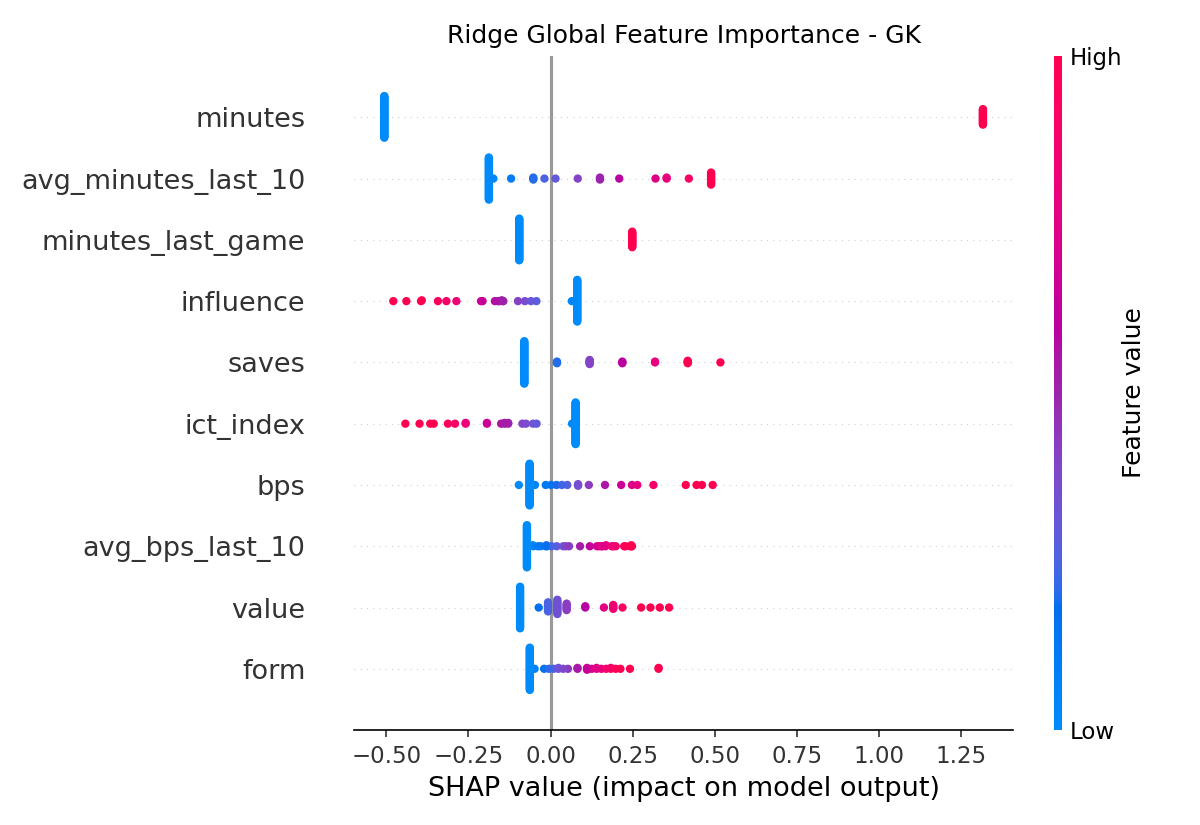 Ridge Global Feature Importance - GK
High
minutes
avg_minutes_last_10
minutes_last_game
influence
saves
ict_index
bps
avg_bps_last_10
value
form
Feature value
Low
−0.50 −0.25 0.00 0.25 0.50 0.75 1.00 1.25
SHAP value (impact on model output)